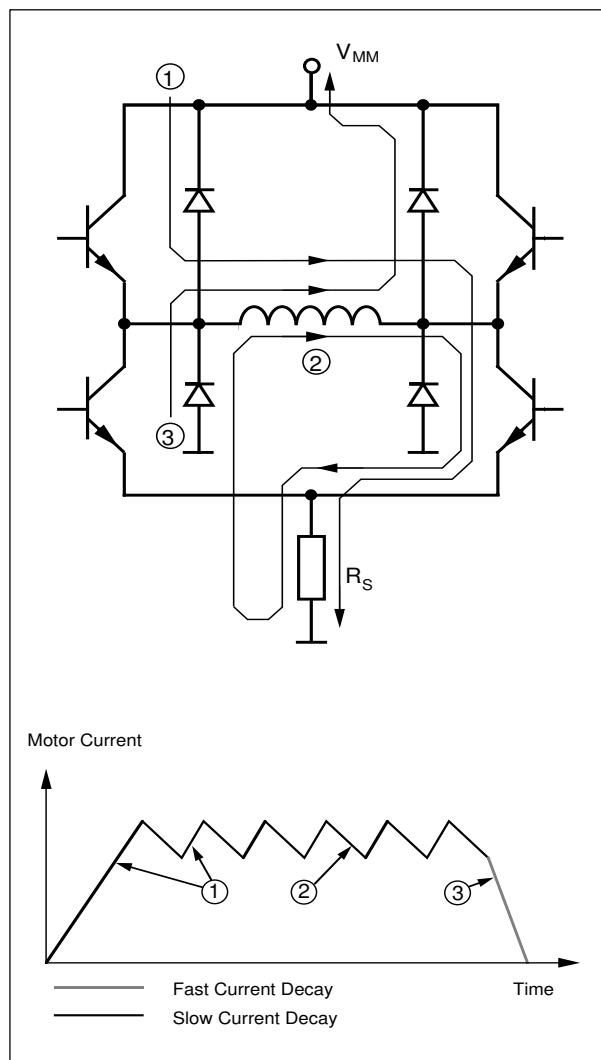 ① V_MM
③
②
R_S
Motor Current
① ② ③
Fast Current Decay Time
Slow Current Decay